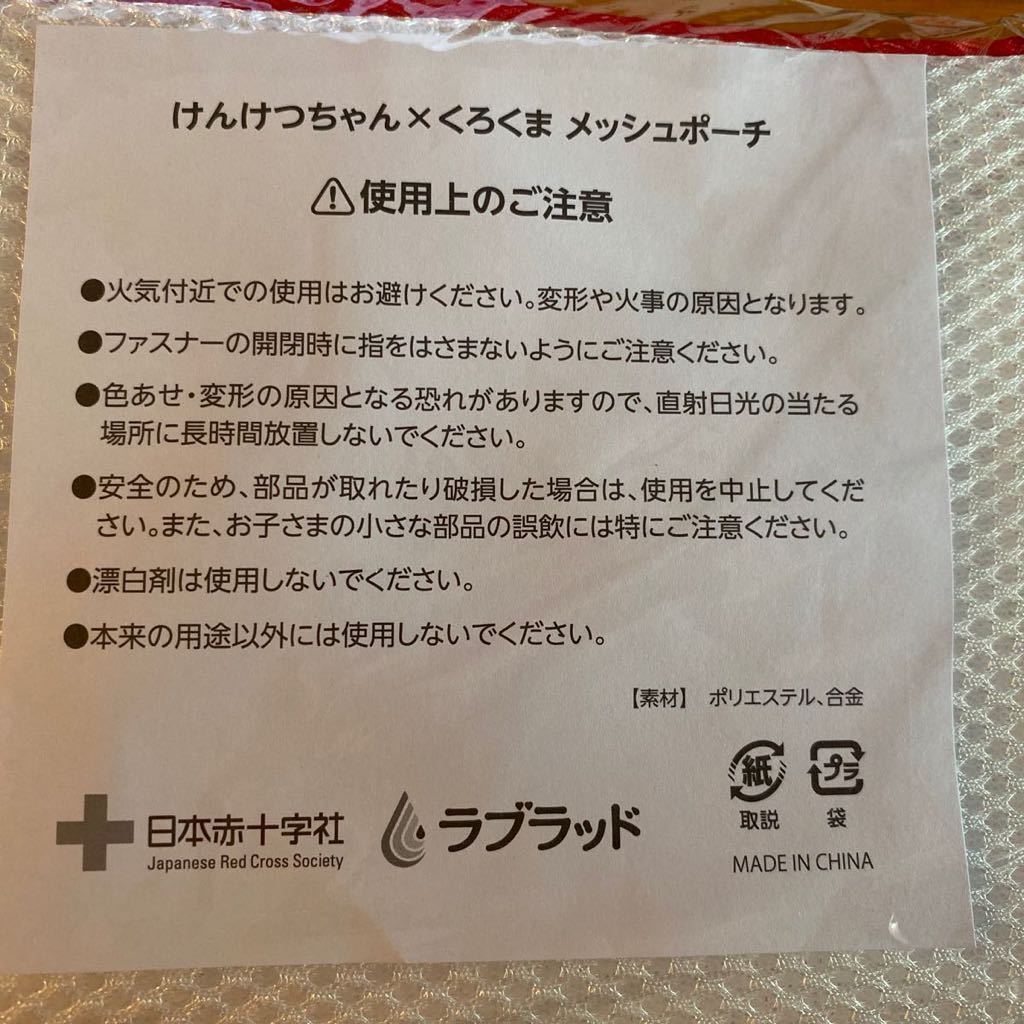 けんけつちゃん×くろくま メッシュポーチ
⚠使用上のご注意
●火気付近での使用はお避けください。変形や火事の原因となります。
●ファスナーの開閉時に指をはさまないようにご注意ください。
●色あせ・変形の原因となる恐れがありますので、直射日光の当たる
場所に長時間放置しないでください。
●安全のため、部品が取れたり破損した場合は、使用を中止してくだ
さい。また、お子さまの小さな部品の誤飲には特にご注意ください。
●漂白剤は使用しないでください。
●本来の用途以外には使用しないでください。
【素材】 ポリエステル、合金
紙 プラ
取説 袋
日本赤十字社
Japanese Red Cross Society
ラブラッド
MADE IN CHINA